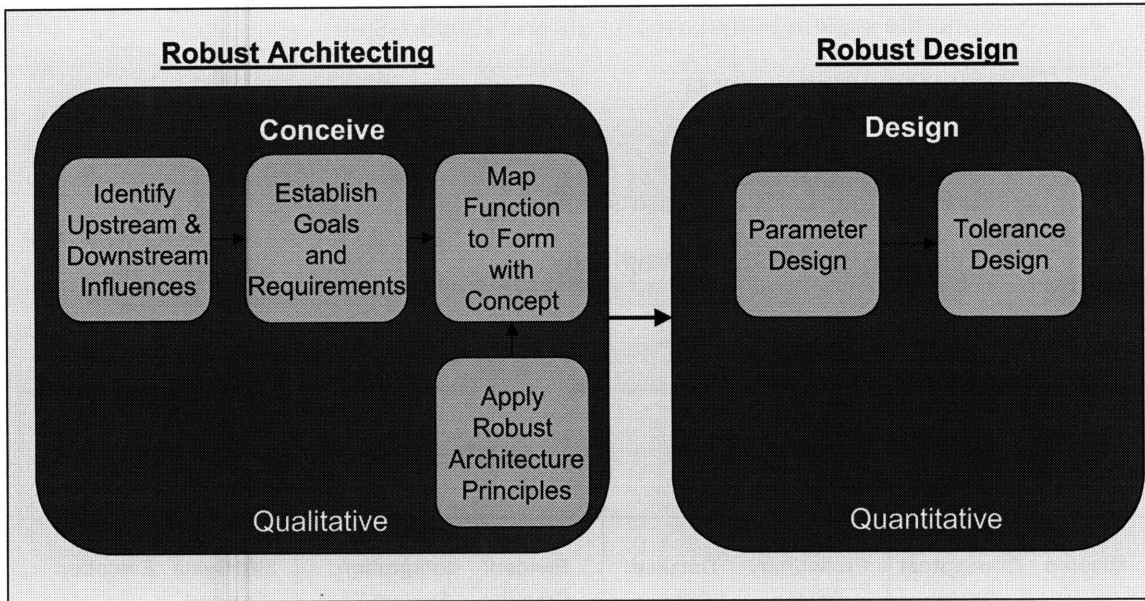 Robust Architecting
Conceive
Identify
Upstream &
Downstream
Influences
Establish
Goals
and
Requirements
Map
Function
to Form
with
Concept
Apply
Robust
Architecture
Principles
Qualitative
Robust Design
Design
Parameter
Design
Tolerance
Design
Quantitative